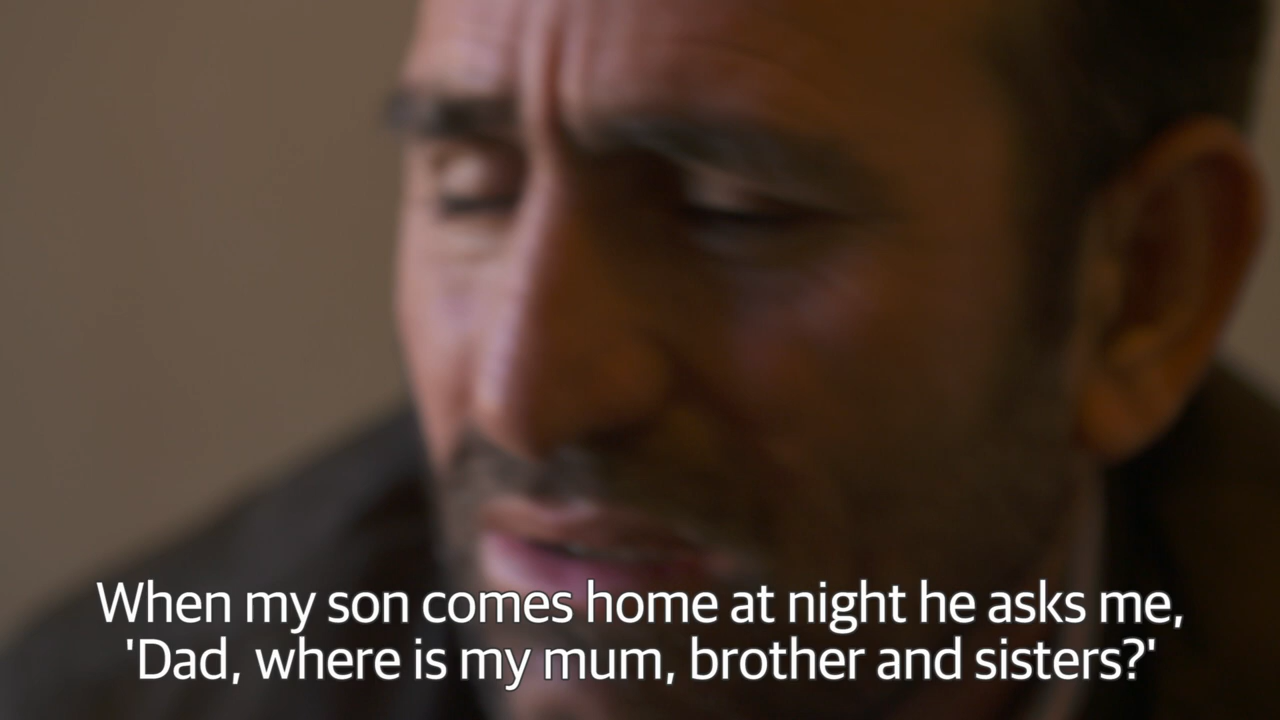 When my son comes home at night he asks me,
'Dad, where is my mum, brother and sisters?'